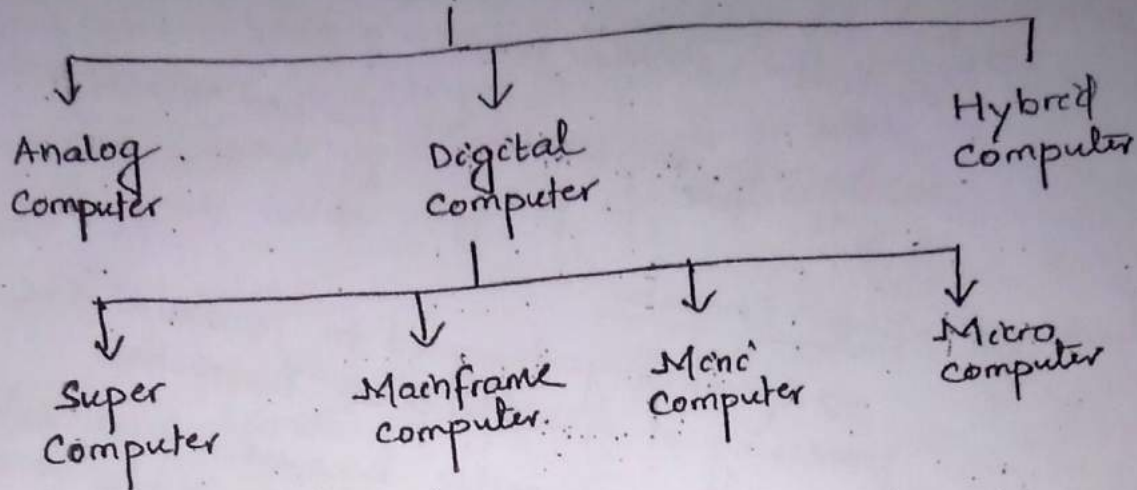 Analog.
Computer
Digital
Computer
Hybrid
Computer
Super
Computer
Mainframe
Computer.
Mini
Computer
Micro
Computer